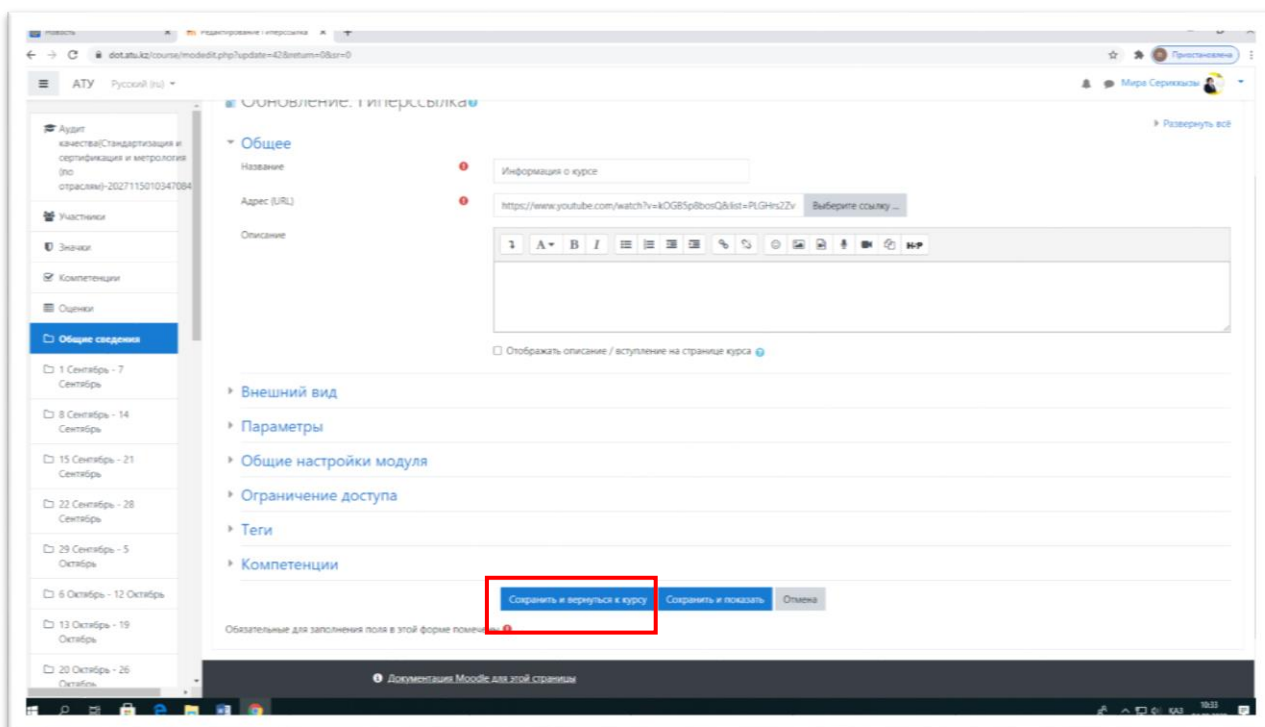 Новость
Редактирование Гиперссылка
dot.atu.kz/course/modedit.php?update=42&return=0&sr=0
Приостановлена
АТУ Русский (ru)
Мира Сериккызы
Обновление: Гиперссылка
Развернуть всё
Аудит
качества(Стандартизация и
сертификация и метрология
(по
отраслям)-2027115010347084
Участники
Значки
Компетенции
Оценки
Общие сведения
1 Сентябрь - 7
Сентябрь
8 Сентябрь - 14
Сентябрь
15 Сентябрь - 21
Сентябрь
22 Сентябрь - 28
Сентябрь
29 Сентябрь - 5
Октябрь
6 Октябрь - 12 Октябрь
13 Октябрь - 19
Октябрь
20 Октябрь - 26
Октябрь
Общее
Название
Информация о курсе
Адрес (URL)
https://www.youtube.com/watch?v=kOGB5p8bosQ&list=PLGHrs2Zv Выберите ссылку ...
Описание
A B I H-P
Отображать описание / вступление на странице курса
Внешний вид
Параметры
Общие настройки модуля
Ограничение доступа
Теги
Компетенции
Сохранить и вернуться к курсу Сохранить и показать Отмена
Обязательные для заполнения поля в этой форме помечены
Документация Moodle для этой страницы
ҚАЗ
10:33